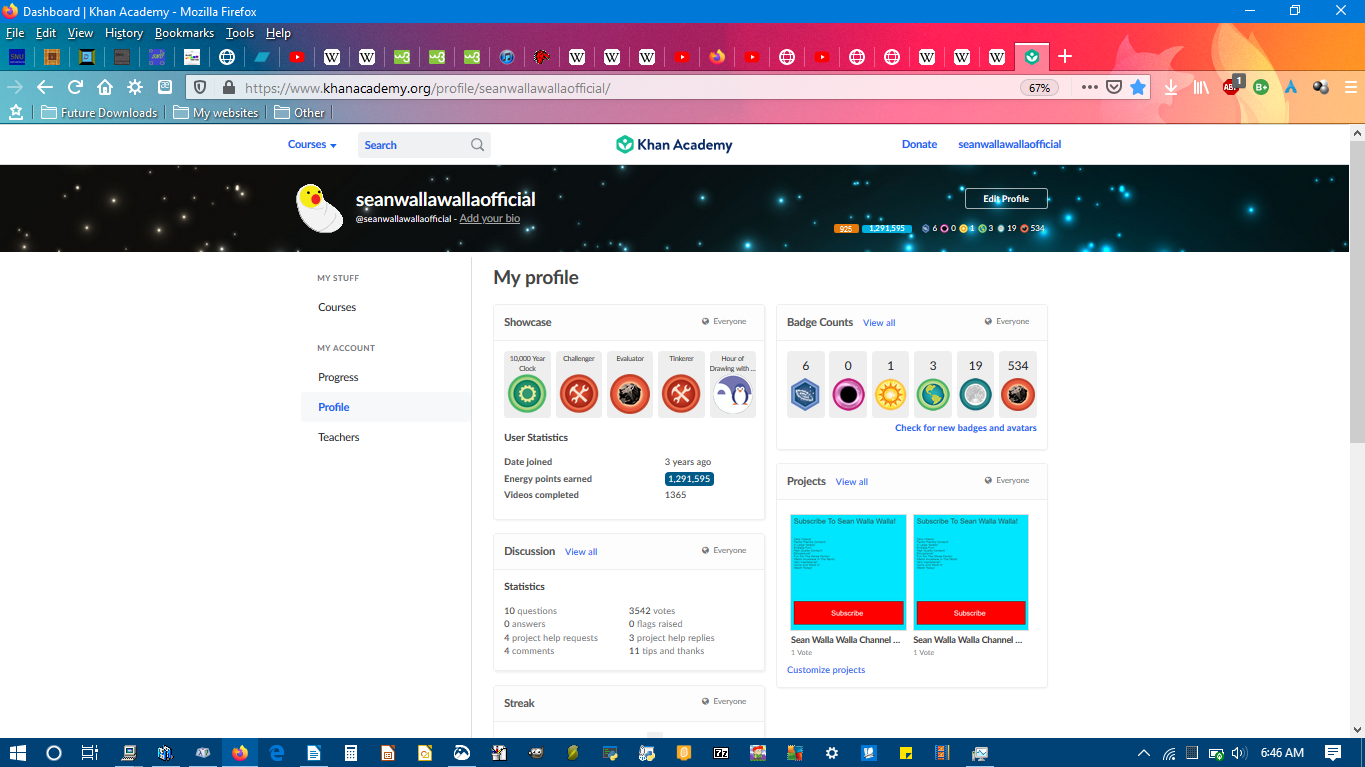 Dashboard | Khan Academy - Mozilla Firefox
File Edit View History Bookmarks Tools Help
https://www.khanacademy.org/profile/seanwallawallaofficial/ 67% 1
Future Downloads My websites Other
Courses Search Khan Academy Donate seanwallawallaofficial
seanwallawallaofficial
Edit Profile
@seanwallawallaofficial - Add your bio
925 1,291,595 6 0 1 3 19 534
My profile
MY STUFF
Courses
MY ACCOUNT
Progress
Profile
Teachers
Showcase Everyone
10,000 Year Clock
Challenger
Evaluator
Tinkerer
Hour of Drawing with ...
User Statistics
Date joined 3 years ago
Energy points earned 1,291,595
Videos completed 1365
Badge Counts View all Everyone
6 0 1 3 19 534
Check for new badges and avatars
Discussion View all Everyone
Statistics
10 questions 3542 votes
0 answers 0 flags raised
4 project help requests 3 project help replies
4 comments 11 tips and thanks
Projects View all Everyone
Subscribe To Sean Walla Walla! Subscribe To Sean Walla Walla!
Subscribe Subscribe
Sean Walla Walla Channel ... Sean Walla Walla Channel ...
1 Vote 1 Vote
Customize projects
Streak Everyone
6:46 AM